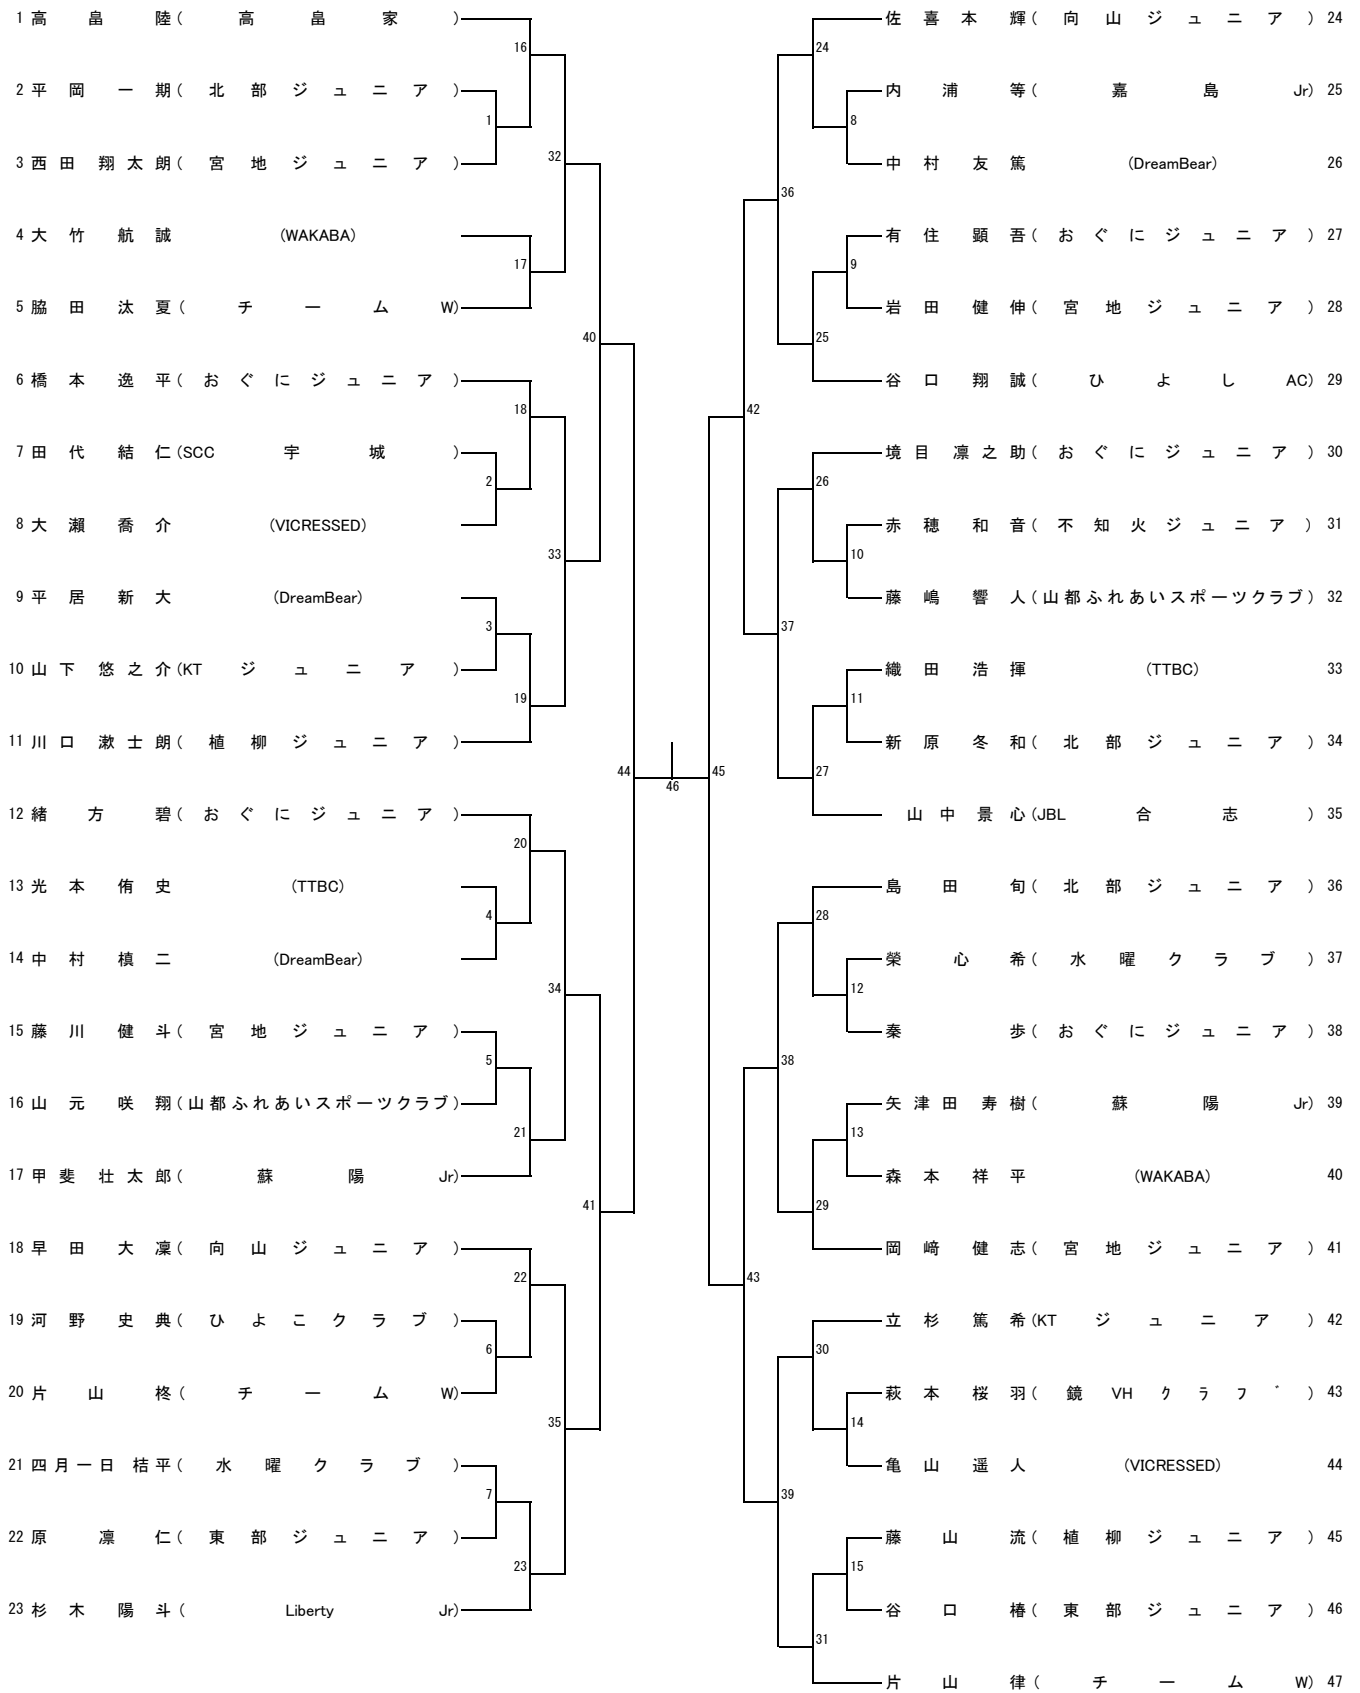 1 高畠陸(高畠家)
16
2 平岡一期(北部ジュニア)
1
3 西田翔太朗(宮地ジュニア)
32
4 大竹航誠 (WAKABA)
17
5 脇田汰夏(チームW)
40
6 橋本逸平(おぐにジュニア)
18
7 田代結仁(SCC宇城)
2
8 大瀬喬介 (VICRESSED)
33
9 平居新大 (DreamBear)
3
10 山下悠之介(KTジュニア)
19
11 川口漱士朗(植柳ジュニア)
44
12 緒方碧(おぐにジュニア)
20
13 光本侑史 (TTBC)
4
14 中村槙二 (DreamBear)
34
15 藤川健斗(宮地ジュニア)
5
16 山元咲翔(山都ふれあいスポーツクラブ)
21
17 甲斐壮太郎(蘇陽Jr)
41
18 早田大凜(向山ジュニア)
22
19 河野史典(ひよこクラブ)
6
20 片山柊(チームW)
35
21 四月一日桔平(水曜クラブ)
7
22 原凛仁(東部ジュニア)
23
23 杉木陽斗(Liberty Jr)
46
佐喜本輝(向山ジュニア) 24
24
内浦等(嘉島Jr) 25
8
中村友篤 (DreamBear) 26
36
有住顕吾(おぐにジュニア) 27
9
岩田健伸(宮地ジュニア) 28
25
谷口翔誠(ひよしAC) 29
42
境目凛之助(おぐにジュニア) 30
26
赤穂和音(不知火ジュニア) 31
10
藤嶋響人(山都ふれあいスポーツクラブ) 32
37
織田浩揮 (TTBC) 33
11
新原冬和(北部ジュニア) 34
45
27
山中景心(JBL合志) 35
島田旬(北部ジュニア) 36
28
榮心希(水曜クラブ) 37
12
秦歩(おぐにジュニア) 38
38
矢津田寿樹(蘇陽Jr) 39
13
森本祥平 (WAKABA) 40
29
岡﨑健志(宮地ジュニア) 41
43
立杉篤希(KTジュニア) 42
30
萩本桜羽(鏡VHクラブ) 43
14
亀山遥人 (VICRESSED) 44
39
藤山流(植柳ジュニア) 45
15
谷口椿(東部ジュニア) 46
31
片山律(チームW) 47